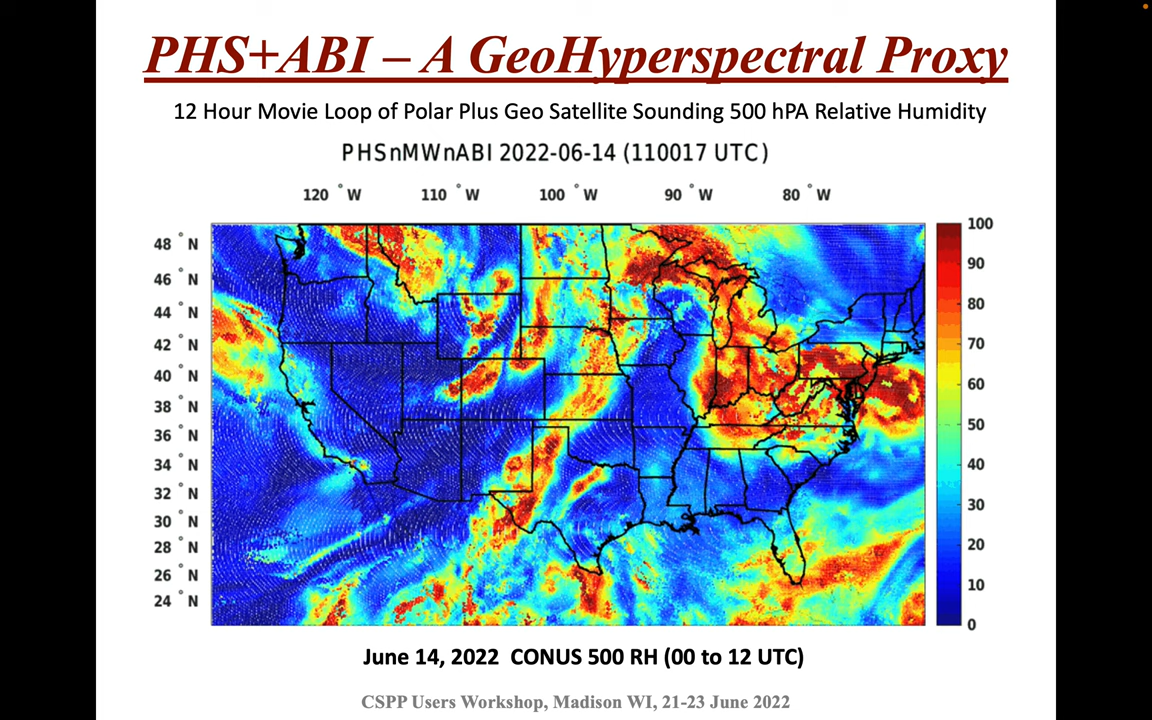 PHS+ABI – A GeoHyperspectral Proxy
12 Hour Movie Loop of Polar Plus Geo Satellite Sounding 500 hPA Relative Humidity
PHSnMWnABI 2022-06-14 (110017 UTC)
120 °W 110 °W 100 °W 90 °W 80 °W
48 °N
46 °N
44 °N
42 °N
40 °N
38 °N
36 °N
34 °N
32 °N
30 °N
28 °N
26 °N
24 °N
100
90
80
70
60
50
40
30
20
10
0
June 14, 2022 CONUS 500 RH (00 to 12 UTC)
CSPP Users Workshop, Madison WI, 21-23 June 2022